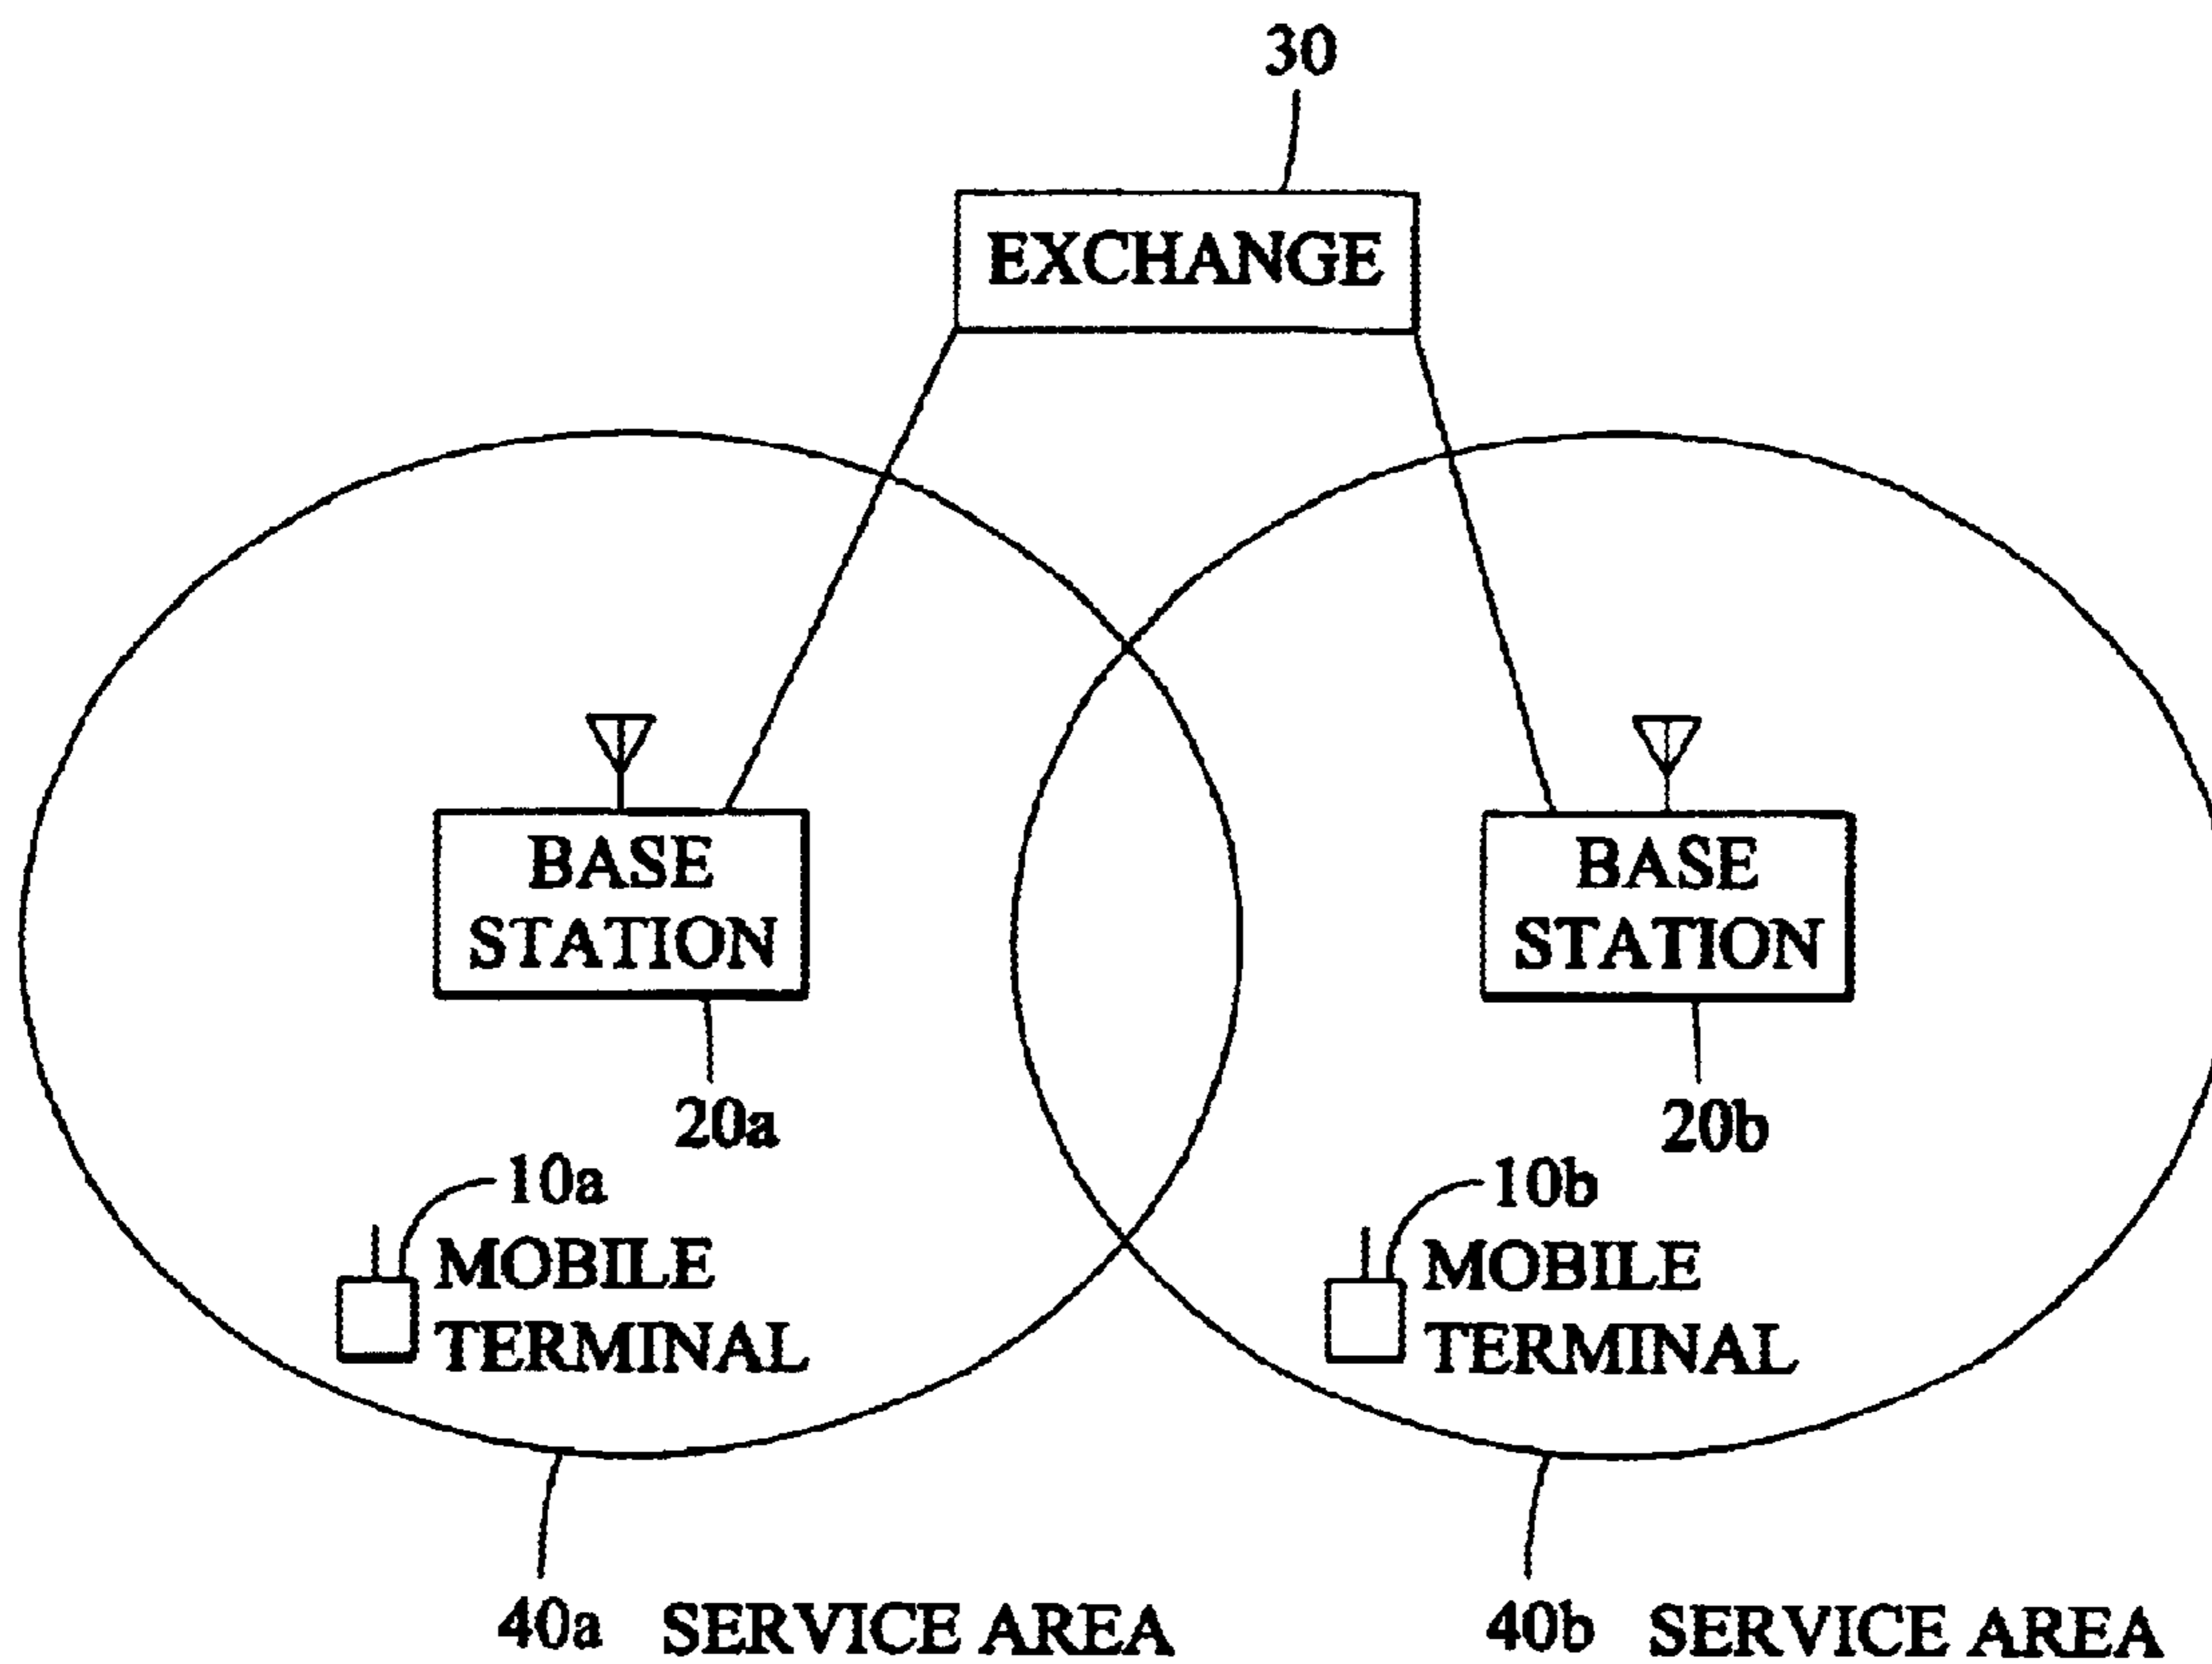 30
EXCHANGE
BASE
STATION
20a
BASE
STATION
20b
10a
MOBILE
TERMINAL
10b
MOBILE
TERMINAL
40a SERVICE AREA
40b SERVICE AREA